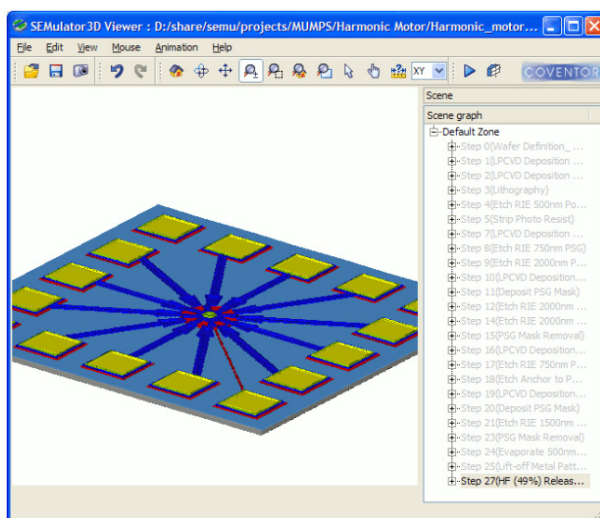 SEMulator3D Viewer : D:/share/semu/projects/MUMPS/Harmonic Motor/Harmonic_motor...
File Edit View Mouse Animation Help
XY
COVENTOR
Scene
Scene graph
Default Zone
Step 0(Wafer Definition_ ...
Step 1(LPCVD Deposition ...
Step 2(LPCVD Deposition ...
Step 3(Lithography)
Step 4(Etch RIE 500nm Po...
Step 5(Strip Photo Resist)
Step 7(LPCVD Deposition ...
Step 8(Etch RIE 750nm PSG)
Step 9(Etch RIE 2000nm P...
Step 10(LPCVD Deposition...
Step 11(Deposit PSG Mask)
Step 12(Etch RIE 2000nm ...
Step 14(Etch RIE 2000nm ...
Step 15(PSG Mask Removal)
Step 16(LPCVD Deposition...
Step 17(Etch RIE 750nm P...
Step 18(Etch Anchor to P...
Step 19(LPCVD Deposition...
Step 20(Deposit PSG Mask)
Step 21(Etch RIE 1500nm ...
Step 23(PSG Mask Removal)
Step 24(Evaporate 500nm...
Step 25(Lift-off Metal Patt...
Step 27(HF (49%) Releas...